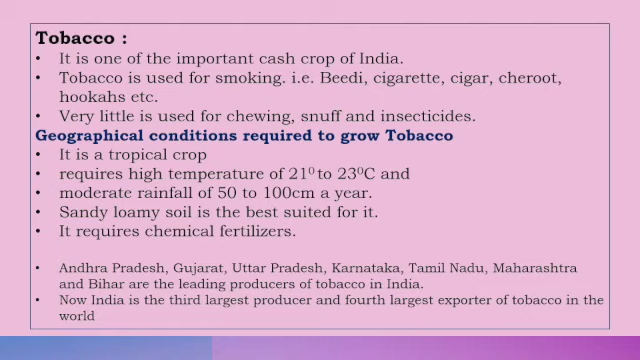 Tobacco :
• It is one of the important cash crop of India.
• Tobacco is used for smoking. i.e. Beedi, cigarette, cigar, cheroot,
hookahs etc.
• Very little is used for chewing, snuff and insecticides.
Geographical conditions required to grow Tobacco
• It is a tropical crop
• requires high temperature of 21⁰ to 23⁰C and
• moderate rainfall of 50 to 100cm a year.
• Sandy loamy soil is the best suited for it.
• It requires chemical fertilizers.
• Andhra Pradesh, Gujarat, Uttar Pradesh, Karnataka, Tamil Nadu, Maharashtra
and Bihar are the leading producers of tobacco in India.
• Now India is the third largest producer and fourth largest exporter of tobacco in the
world